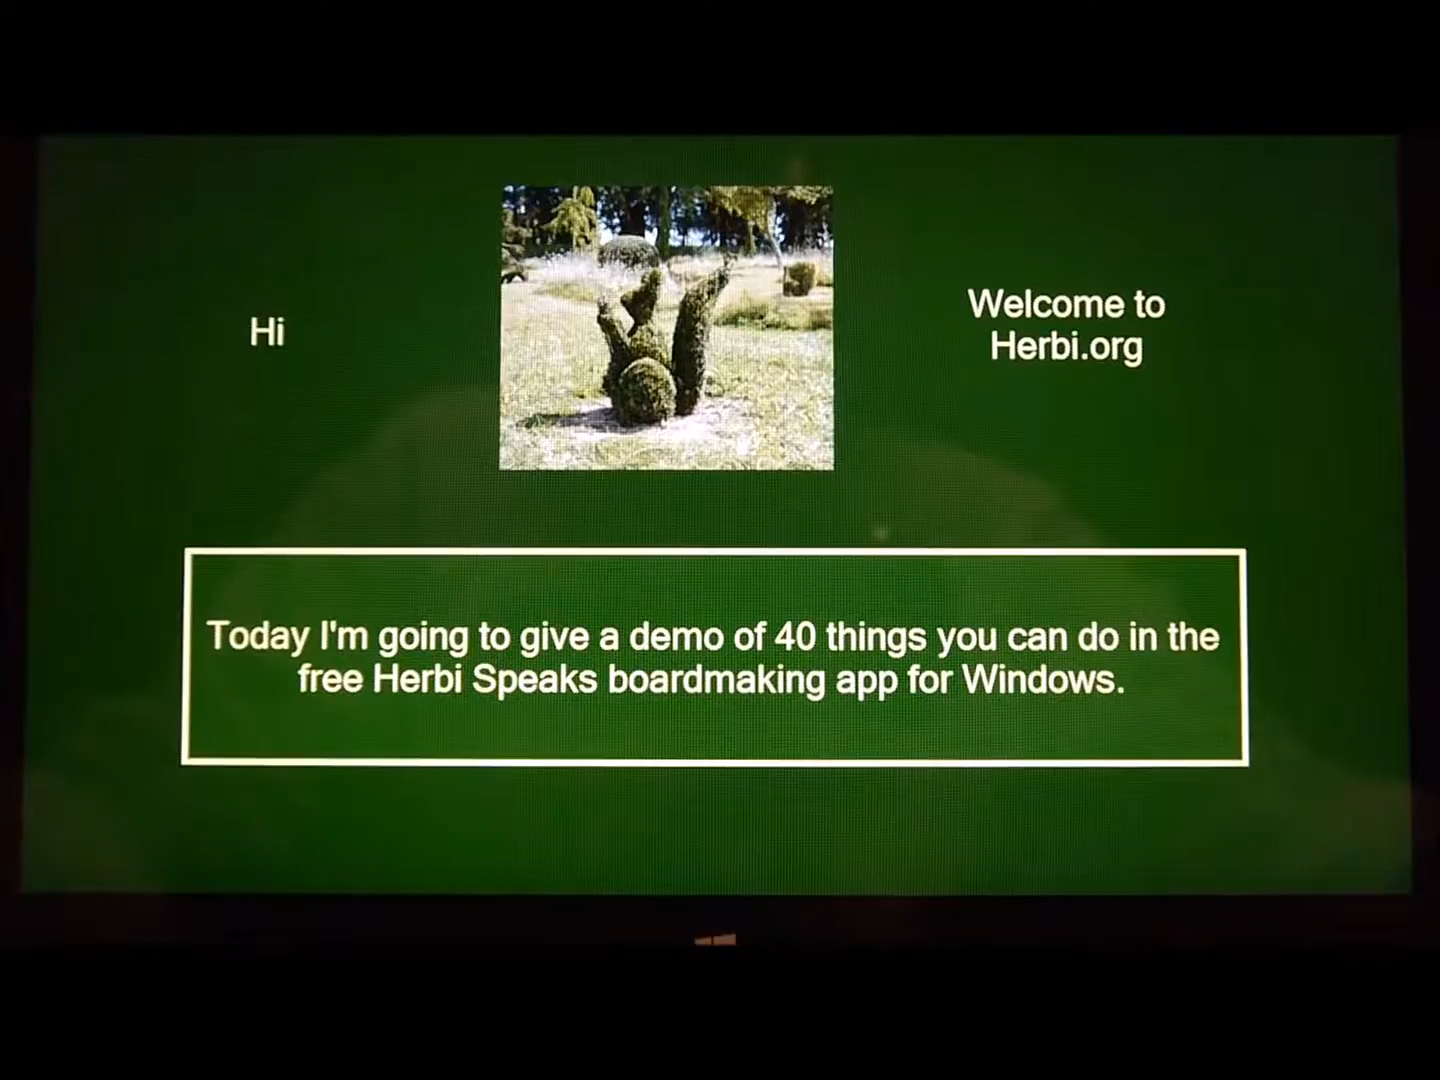 Hi
Welcome to
Herbi.org
Today I'm going to give a demo of 40 things you can do in the
free Herbi Speaks boardmaking app for Windows.